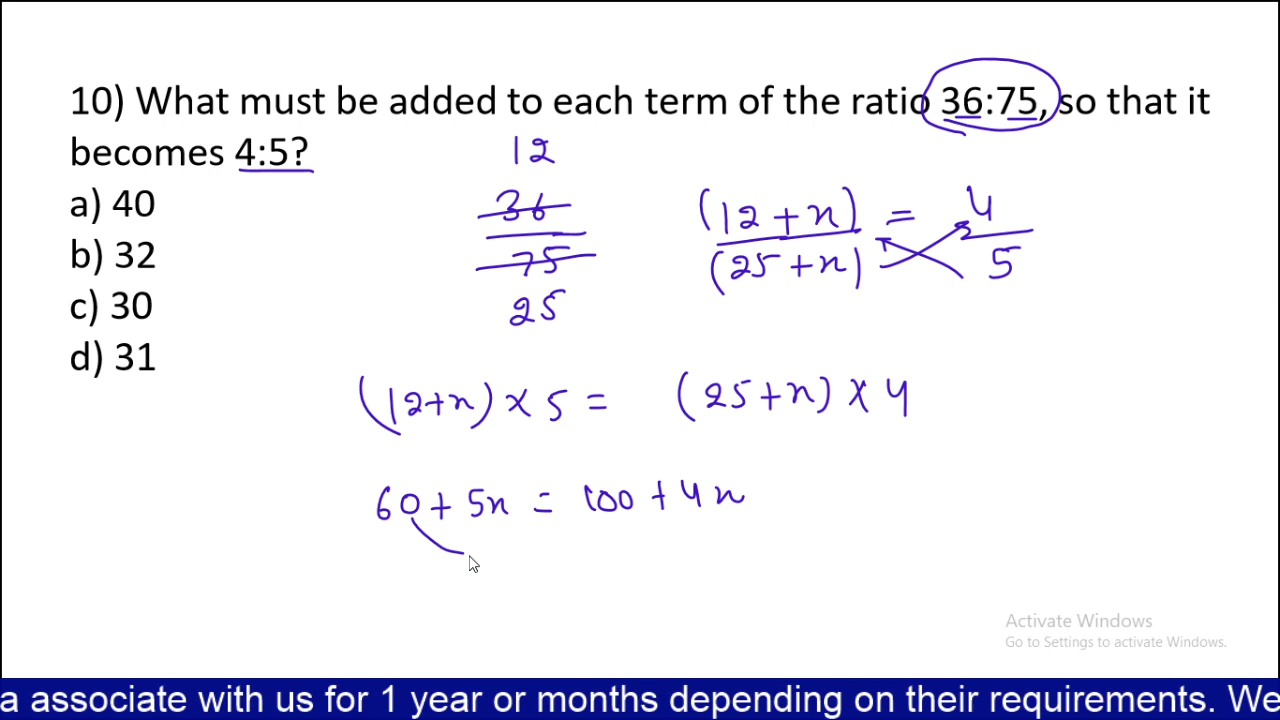 10) What must be added to each term of the ratio 36:75, so that it
becomes 4:5?
a) 40
b) 32
c) 30
d) 31
12
36
75
25
(12 + n) = 4
(25 + n) 5
(12+n) × 5 = (25+n) × 4
60 + 5n = 100 + 4n
Activate Windows
Go to Settings to activate Windows.
a associate with us for 1 year or months depending on their requirements. We